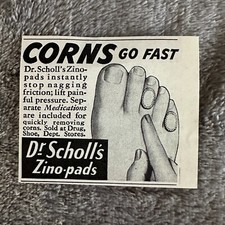 CORNS GO FAST
Dr. Scholl's Zino-
pads instantly
stop nagging
friction; lift pain-
ful pressure. Sep-
arate Medications
are included for
quickly removing
corns. Sold at Drug,
Shoe, Dept. Stores.
Dr Scholl's
Zino-pads